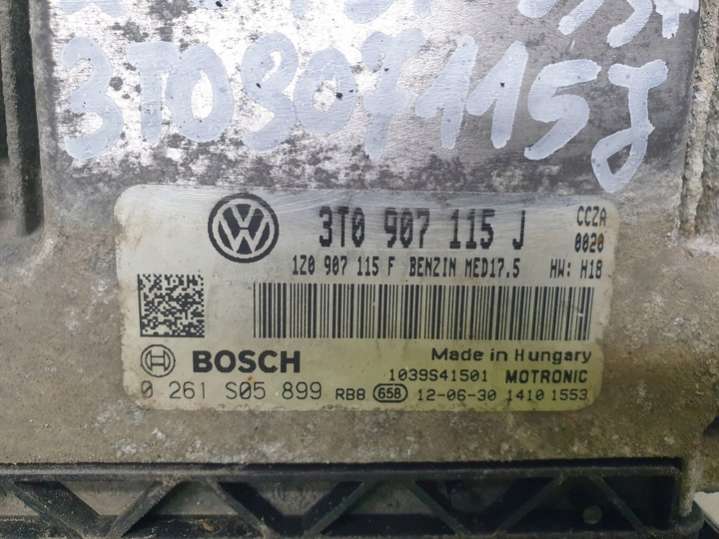 3T0907115J
3T0 907 115 J CCZA
0020
1Z0 907 115 F BENZIN MED17.5 HW: H18
BOSCH Made in Hungary
1039S41501 MOTRONIC
0 261 S05 899 RB8 658 12-06-30 1410 1553